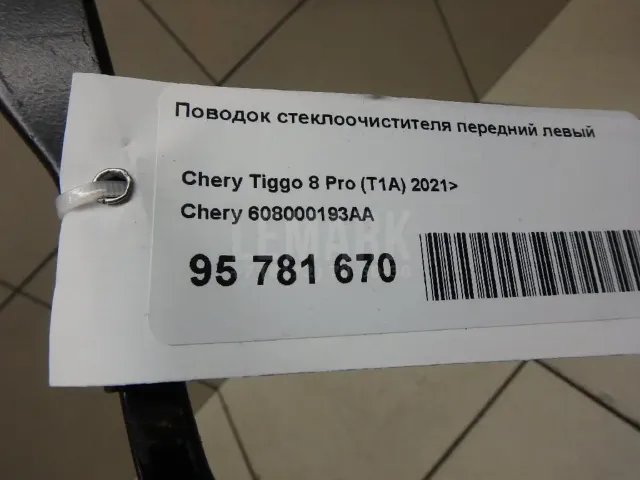 Поводок стеклоочистителя передний левый
Chery Tiggo 8 Pro (T1A) 2021>
Chery 608000193AA
LEMARK
95 781 670